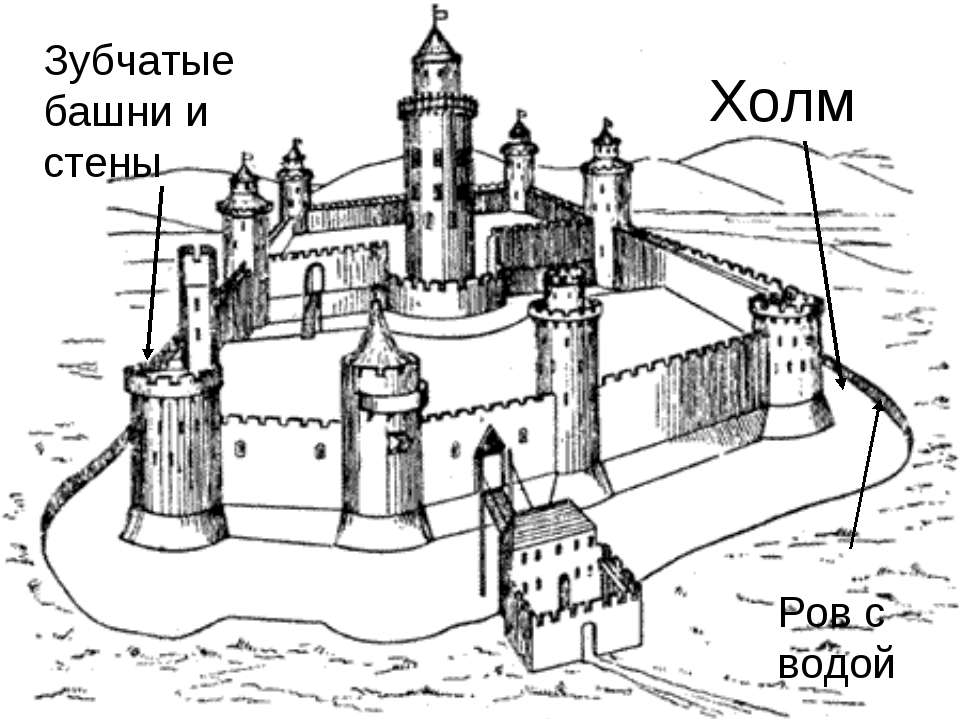 Зубчатые
башни и
стены
Холм
Ров с
водой